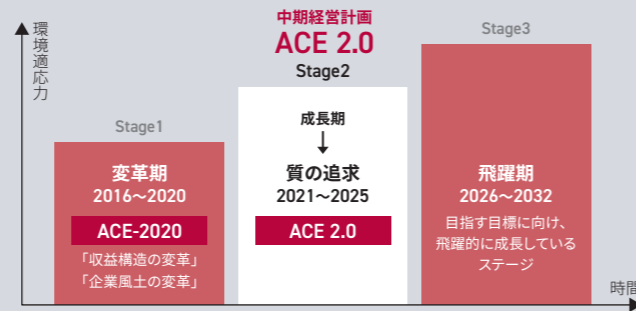 環境適応力
中期経営計画
ACE 2.0
Stage2
Stage3
Stage1
変革期
2016〜2020
ACE-2020
「収益構造の変革」
「企業風土の変革」
成長期
↓
質の追求
2021〜2025
ACE 2.0
飛躍期
2026〜2032
目指す目標に向け、
飛躍的に成長している
ステージ
時間